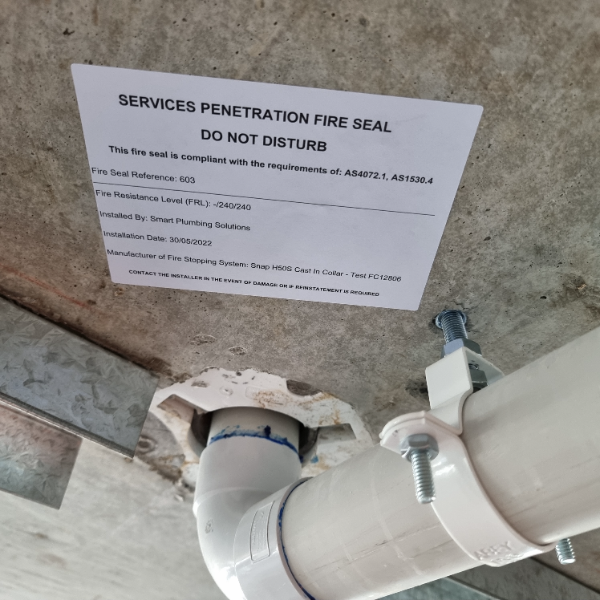 SERVICES PENETRATION FIRE SEAL
DO NOT DISTURB
This fire seal is compliant with the requirements of: AS4072.1, AS1530.4
Fire Seal Reference: 603
Fire Resistance Level (FRL): -/240/240
Installed By: Smart Plumbing Solutions
Installation Date: 30/05/2022
Manufacturer of Fire Stopping System: Snap H50S Cast In Collar - Test FC12806
CONTACT THE INSTALLER IN THE EVENT OF DAMAGE OR IF REINSTATEMENT IS REQUIRED